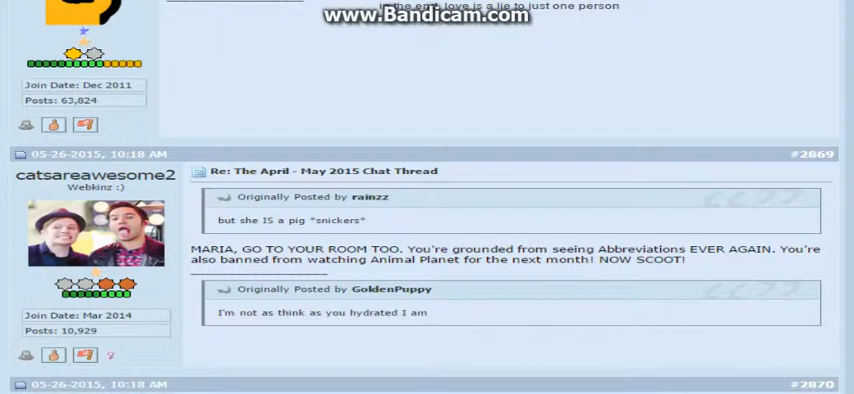 in the end, love is a lie to just one person
www.Bandicam.com
Join Date: Dec 2011
Posts: 63,824
05-26-2015, 10:18 AM #2869
catsareawesome2
Webkinz :)
Join Date: Mar 2014
Posts: 10,929
Re: The April - May 2015 Chat Thread
Originally Posted by rainzz
but she IS a pig *snickers*
MARIA, GO TO YOUR ROOM TOO. You're grounded from seeing Abbreviations EVER AGAIN. You're
also banned from watching Animal Planet for the next month! NOW SCOOT!
Originally Posted by GoldenPuppy
I'm not as think as you hydrated I am
05-26-2015, 10:18 AM #2870